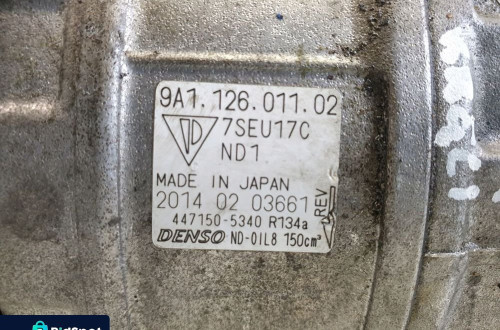 9A1.126.011.02
7SEU17C
ND1
MADE IN JAPAN
2014 02 03661
REV
447150-5340 R134a
DENSO ND-OIL8 150cm³
BidSpot